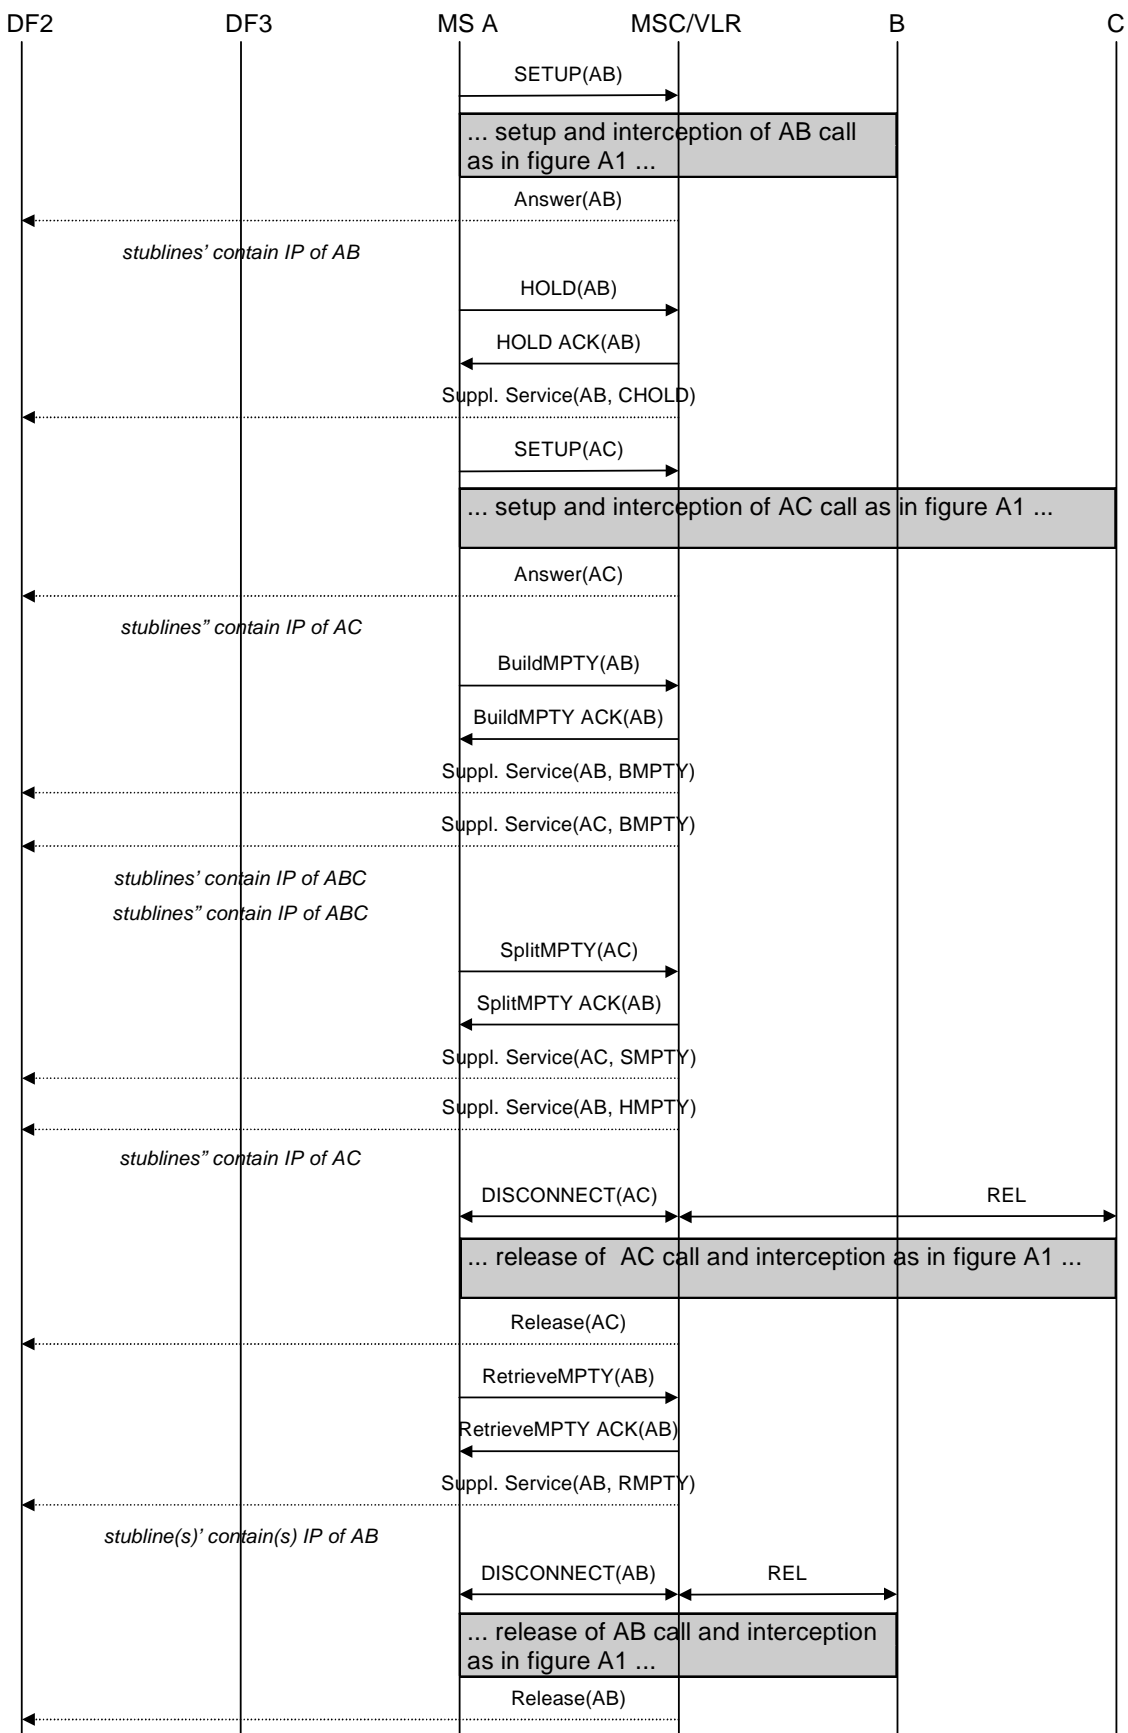 DF2 DF3 MS A MSC/VLR B C
SETUP(AB)
... setup and interception of AB call
as in figure A1 ...
Answer(AB)
stublines’ contain IP of AB
HOLD(AB)
HOLD ACK(AB)
Suppl. Service(AB, CHOLD)
SETUP(AC)
... setup and interception of AC call as in figure A1 ...
Answer(AC)
stublines” contain IP of AC
BuildMPTY(AB)
BuildMPTY ACK(AB)
Suppl. Service(AB, BMPTY)
Suppl. Service(AC, BMPTY)
stublines’ contain IP of ABC
stublines” contain IP of ABC
SplitMPTY(AC)
SplitMPTY ACK(AB)
Suppl. Service(AC, SMPTY)
Suppl. Service(AB, HMPTY)
stublines” contain IP of AC
DISCONNECT(AC) REL
... release of  AC call and interception as in figure A1 ...
Release(AC)
RetrieveMPTY(AB)
RetrieveMPTY ACK(AB)
Suppl. Service(AB, RMPTY)
stubline(s)’ contain(s) IP of AB
DISCONNECT(AB) REL
... release of AB call and interception
as in figure A1 ...
Release(AB)